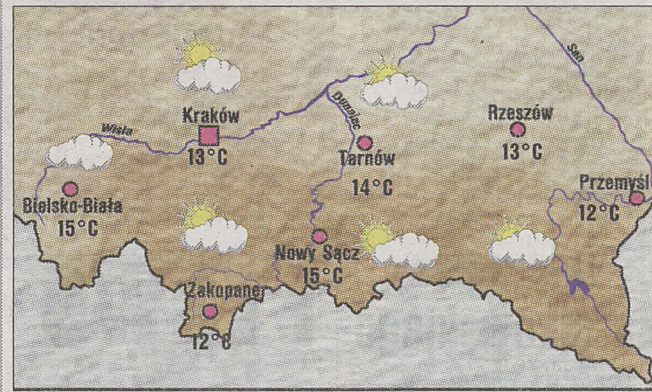 San
Dunajec
Rzeszów
13°C
Kraków
13°C
Wisła
Tarnów
14°C
Przemyśl
12°C
Bielsko-Biała
15°C
Nowy Sącz
15°C
Zakopane
12°C